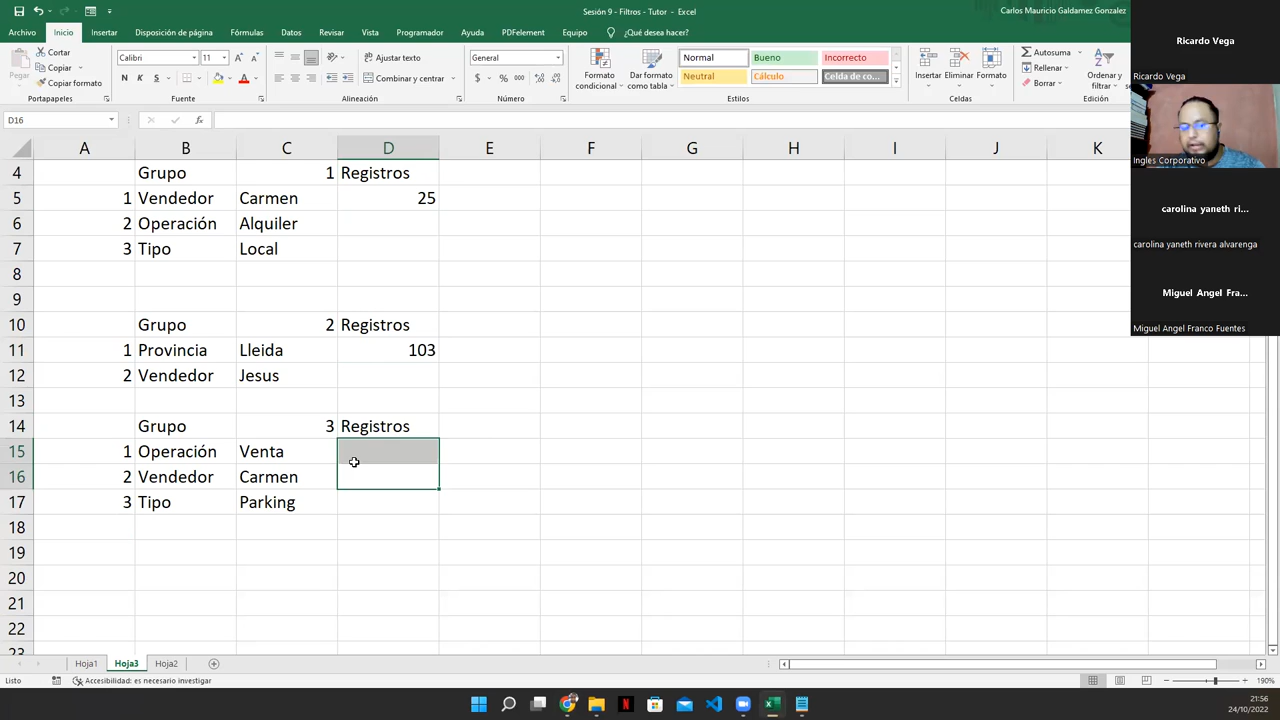 Sesión 9 - Filtros - Tutor - Excel
Carlos Mauricio Galdamez Gonzalez
Archivo Inicio Insertar Disposición de página Fórmulas Datos Revisar Vista Programador Ayuda PDFelement Equipo ¿Qué desea hacer?
Pegar
Cortar
Copiar
Copiar formato
Portapapeles
Calibri 11
N K S
Fuente
Ajustar texto
Combinar y centrar
Alineación
General
$ % 000
Número
Formato condicional
Dar formato como tabla
Normal Bueno Incorrecto
Neutral Cálculo Celda de co...
Estilos
Insertar Eliminar Formato
Celdas
Autosuma
Rellenar
Borrar
Ordenar y filtrar
Edición
D16
fx
A B C D E F G H I J K
4 Grupo 1 Registros
5 1 Vendedor Carmen 25
6 2 Operación Alquiler
7 3 Tipo Local
8
9
10 Grupo 2 Registros
11 1 Provincia Lleida 103
12 2 Vendedor Jesus
13
14 Grupo 3 Registros
15 1 Operación Venta
16 2 Vendedor Carmen
17 3 Tipo Parking
18
19
20
21
22
23
Hoja1 Hoja3 Hoja2
Listo Accesibilidad: es necesario investigar 190%
21:56
24/10/2022
Ricardo Vega
Ricardo Vega
Ingles Corporativo
carolina yaneth ri...
carolina yaneth rivera alvarenga
Miguel Angel Fra...
Miguel Angel Franco Fuentes